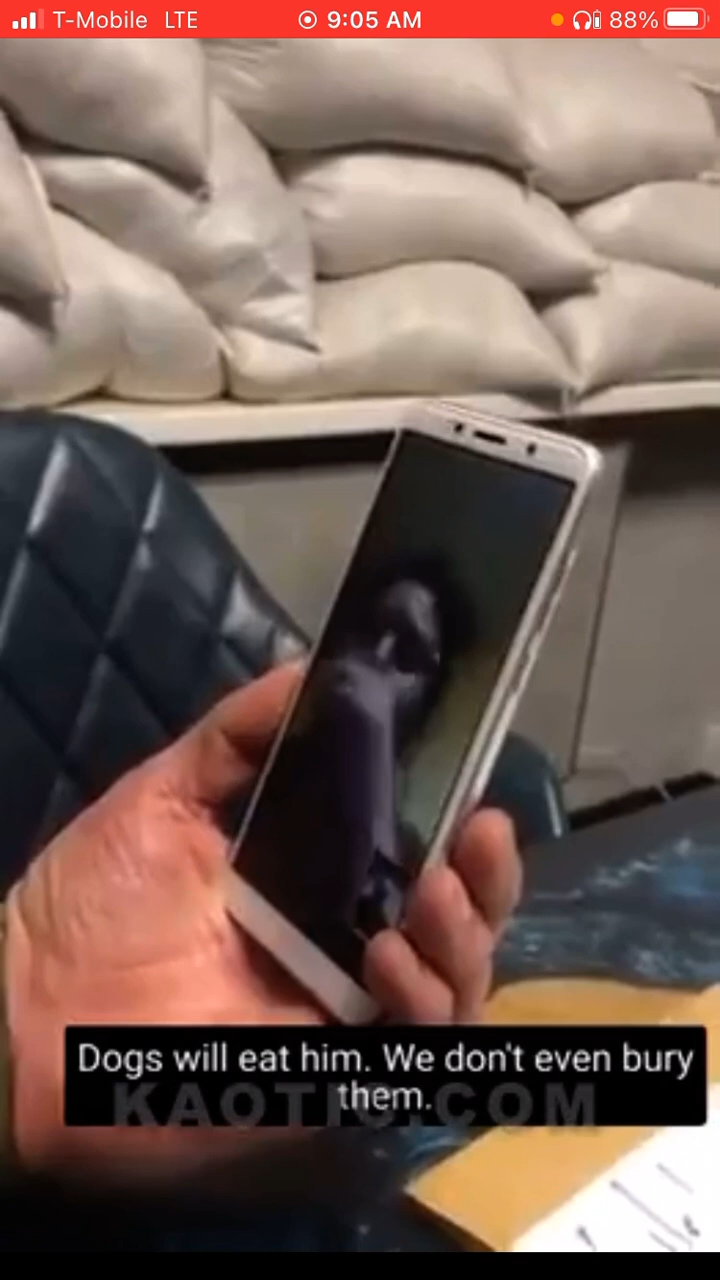 T-Mobile LTE 9:05 AM 88%
Dogs will eat him. We don't even bury
them.
KAOTIC.COM